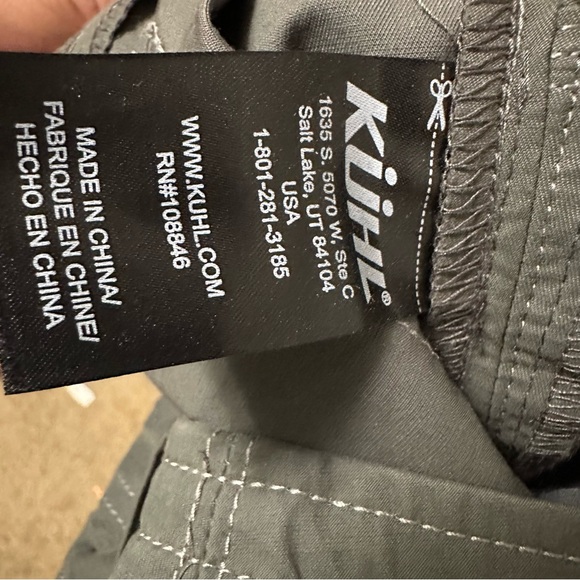 KÜHL®
1635 S. 5070 W, Ste C
Salt Lake, UT 84104
USA
1-801-281-3185
WWW.KUHL.COM
RN#108846
MADE IN CHINA/
FABRIQUE EN CHINE/
HECHO EN CHINA